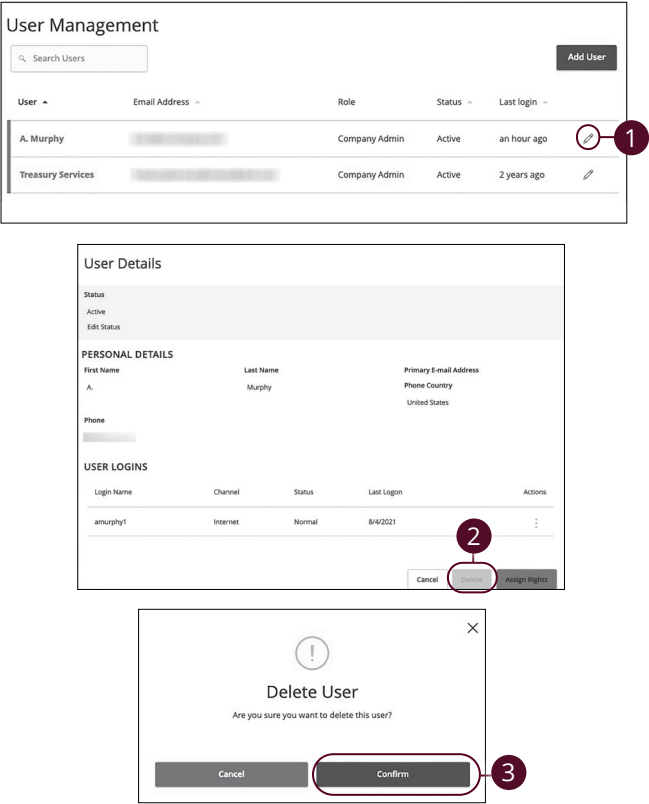 User Management
Search Users
Add User
User Email Address Role Status Last login
A. Murphy Company Admin Active an hour ago
1
Treasury Services Company Admin Active 2 years ago
User Details
Status
Active
Edit Status
PERSONAL DETAILS
First Name Last Name Primary E-mail Address
A. Murphy Phone Country
United States
Phone
USER LOGINS
Login Name Channel Status Last Logon Actions
amurphy1 Internet Normal 8/4/2021
2
Cancel Delete Assign Rights
!
Delete User
Are you sure you want to delete this user?
Cancel Confirm
3